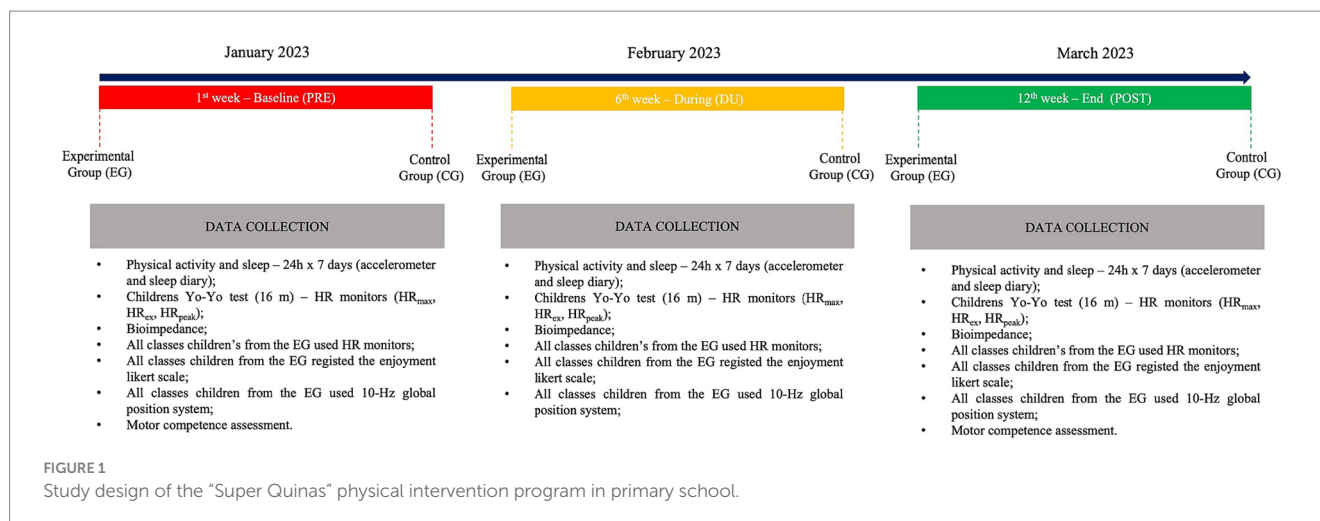 January 2023
February 2023
March 2023
1st week – Baseline (PRE)
6th week – During (DU)
12th week – End (POST)
Experimental
Group (EG)
Control
Group (CG)
Experimental
Group (EG)
Control
Group (CG)
Experimental
Group (EG)
Control
Group (CG)
DATA COLLECTION
• Physical activity and sleep – 24h x 7 days (accelerometer
and sleep diary);
• Childrens Yo-Yo test (16 m) – HR monitors (HRmax,
HRex, HRpeak);
• Bioimpedance;
• All classes children's from the EG used HR monitors;
• All classes children from the EG registed the enjoyment
likert scale;
• All classes children from the EG used 10-Hz global
position system;
• Motor competence assessment.
DATA COLLECTION
• Physical activity and sleep – 24h x 7 days (accelerometer
and sleep diary);
• Childrens Yo-Yo test (16 m) – HR monitors (HRmax,
HRex, HRpeak);
• Bioimpedance;
• All classes children's from the EG used HR monitors;
• All classes children from the EG registed the enjoyment
likert scale;
• All classes children from the EG used 10-Hz global
position system;
DATA COLLECTION
• Physical activity and sleep – 24h x 7 days (accelerometer
and sleep diary);
• Childrens Yo-Yo test (16 m) – HR monitors (HRmax,
HRex, HRpeak);
• Bioimpedance;
• All classes children's from the EG used HR monitors;
• All classes children from the EG registed the enjoyment
likert scale;
• All classes children from the EG used 10-Hz global
position system;
• Motor competence assessment.
FIGURE 1
Study design of the "Super Quinas" physical intervention program in primary school.